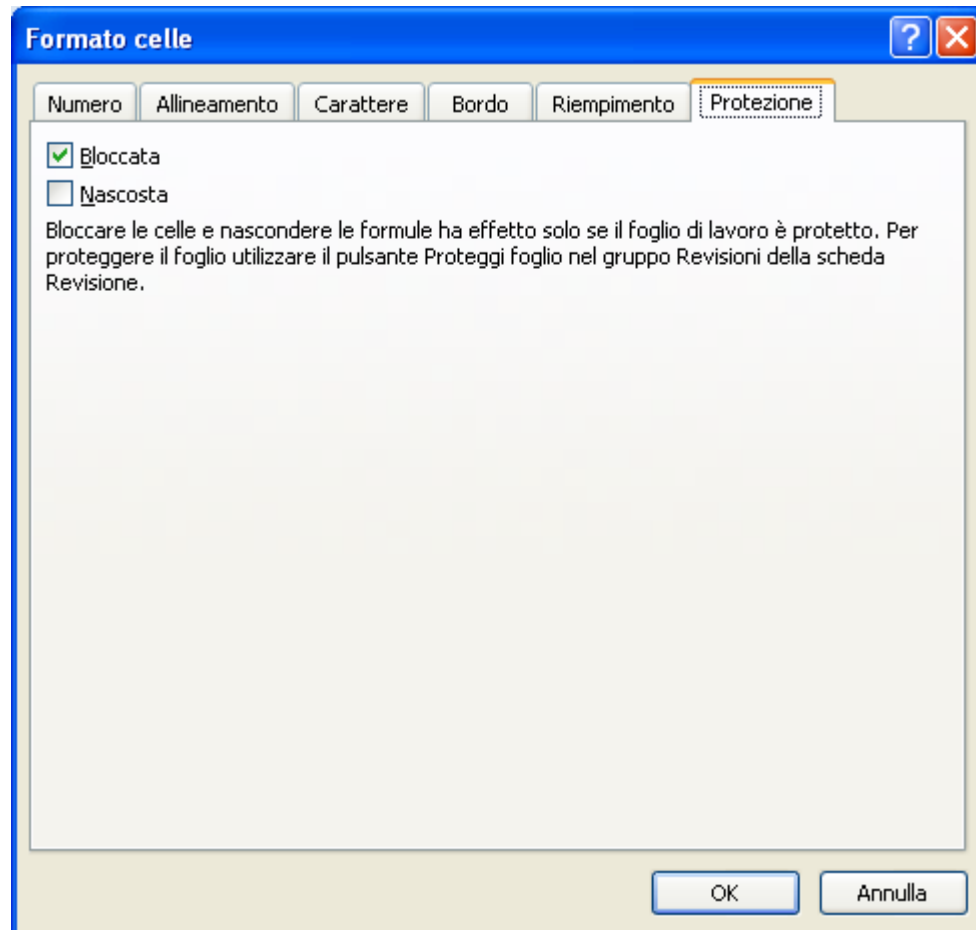 Formato celle
Numero Allineamento Carattere Bordo Riempimento Protezione
Bloccata
Nascosta
Bloccare le celle e nascondere le formule ha effetto solo se il foglio di lavoro è protetto. Per
proteggere il foglio utilizzare il pulsante Proteggi foglio nel gruppo Revisioni della scheda
Revisione.
OK Annulla